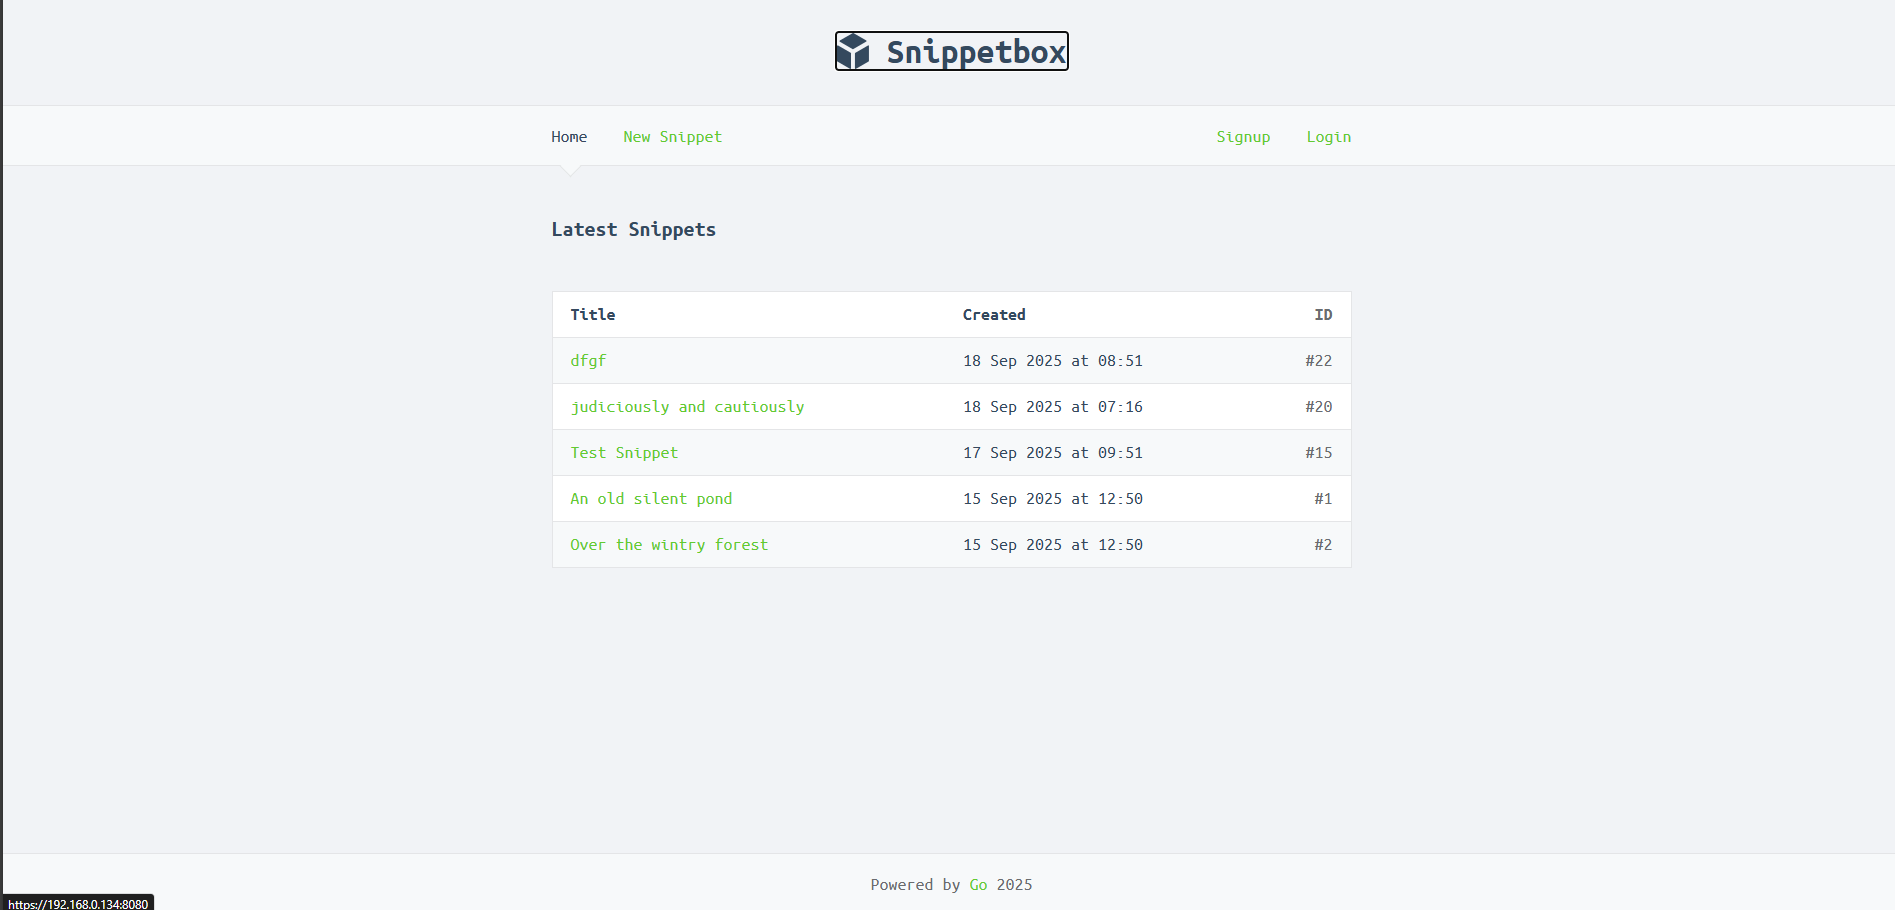 Snippetbox
Home New Snippet Signup Login
Latest Snippets
Title Created ID
dfgf 18 Sep 2025 at 08:51 #22
judiciously and cautiously 18 Sep 2025 at 07:16 #20
Test Snippet 17 Sep 2025 at 09:51 #15
An old silent pond 15 Sep 2025 at 12:50 #1
Over the wintry forest 15 Sep 2025 at 12:50 #2
Powered by Go 2025
https://192.168.0.134:8080